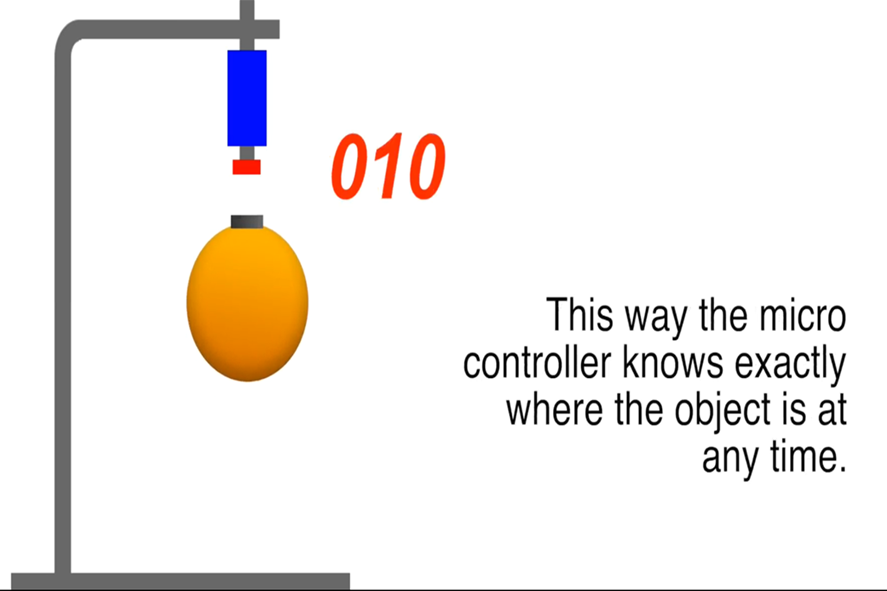 010
This way the micro
controller knows exactly
where the object is at
any time.